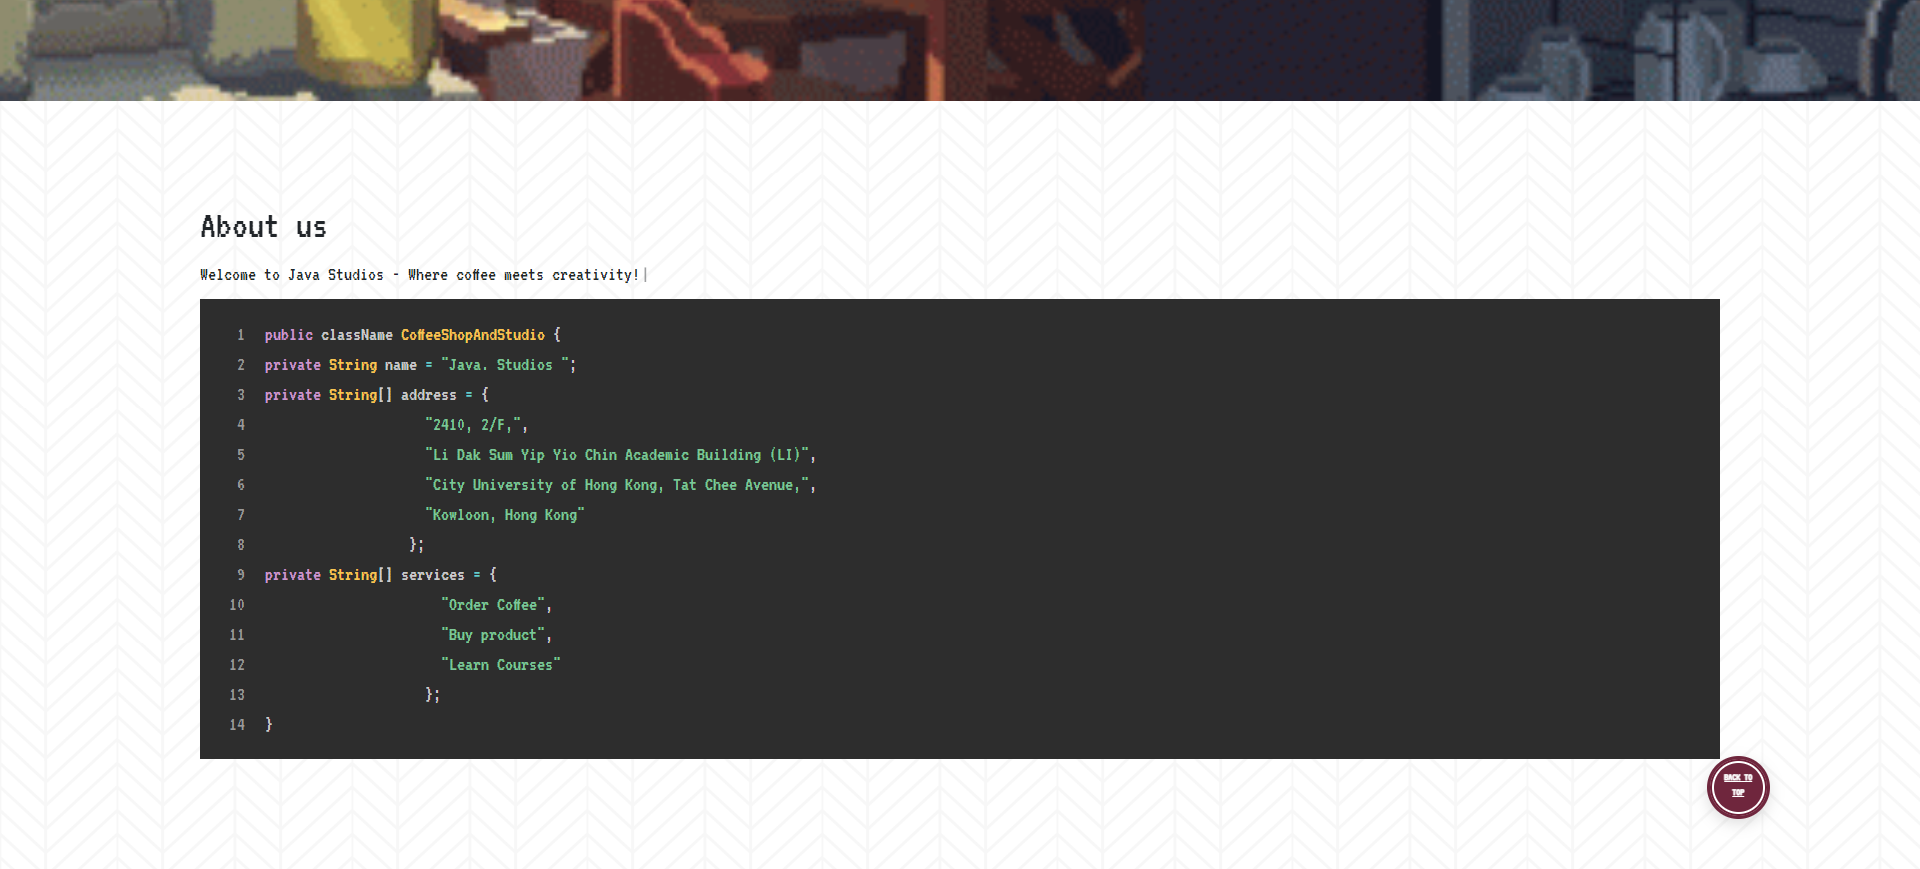 About us
Welcome to Java Studios - Where coffee meets creativity!
1 public className CoffeeShopAndStudio {
2 private String name = "Java. Studios ";
3 private String[] address = {
4 "2410, 2/F,",
5 "Li Dak Sum Yip Yio Chin Academic Building (LI)",
6 "City University of Hong Kong, Tat Chee Avenue,",
7 "Kowloon, Hong Kong"
8 };
9 private String[] services = {
10 "Order Coffee",
11 "Buy product",
12 "Learn Courses"
13 };
14 }
BACK TO
TOP